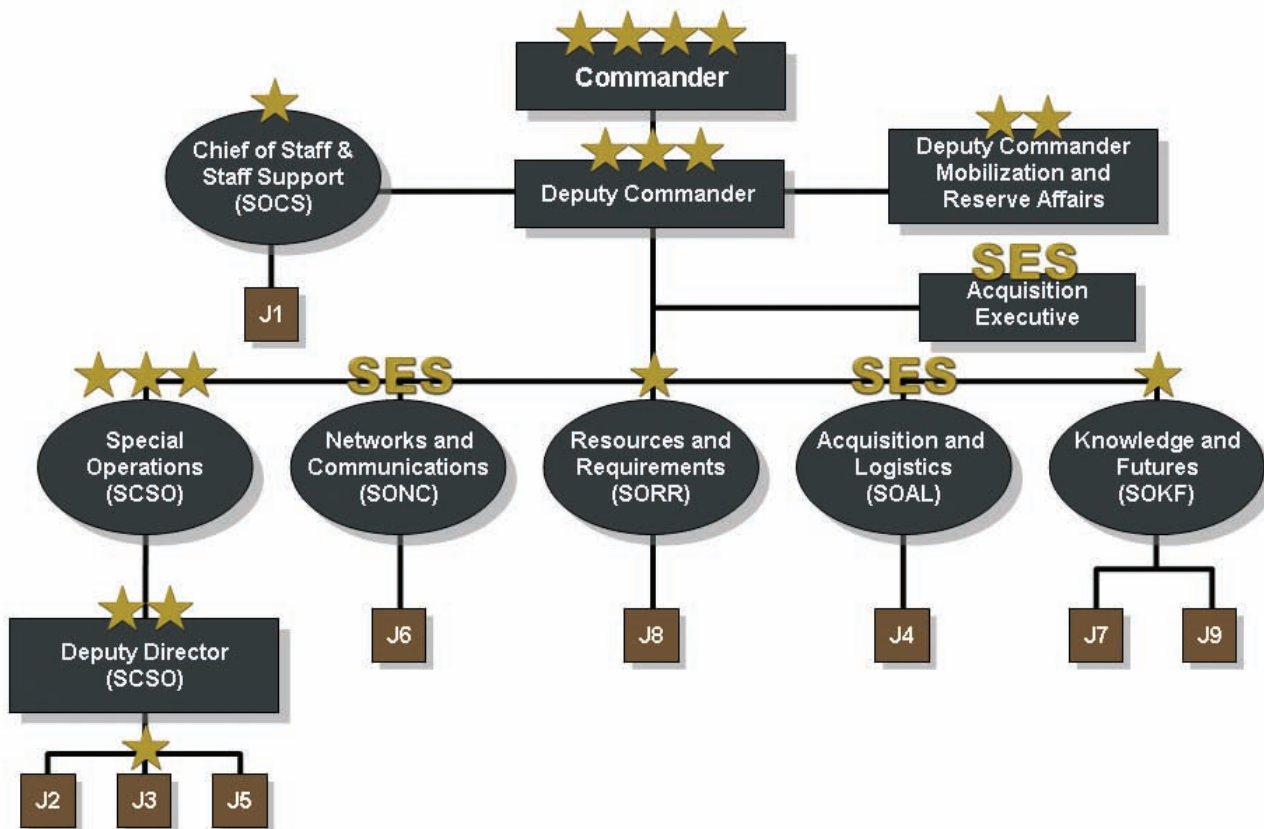 Commander
Chief of Staff &
Staff Support
(SOCS)
Deputy Commander
Deputy Commander
Mobilization and
Reserve Affairs
SES
Acquisition
Executive
J1
SES
SES
Special
Operations
(SCSO)
Networks and
Communications
(SONC)
Resources and
Requirements
(SORR)
Acquisition and
Logistics
(SOAL)
Knowledge and
Futures
(SOKF)
Deputy Director
(SCSO)
J6
J8
J4
J7
J9
J2
J3
J5